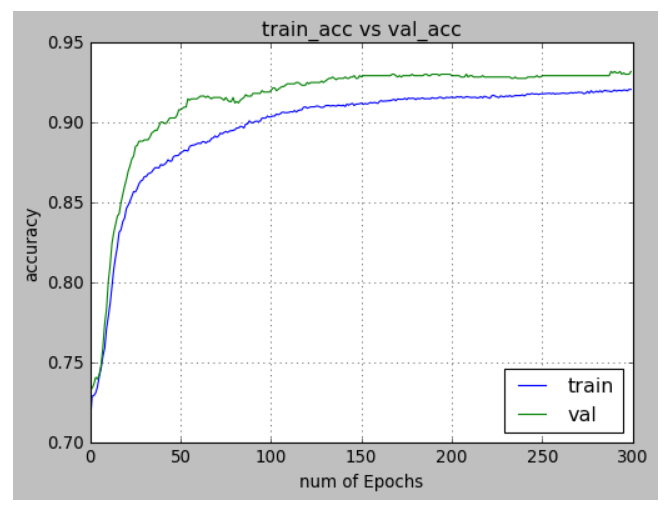 train_acc vs val_acc
0.95
0.90
0.85
0.80
0.75
0.70
accuracy
train
val
0 50 100 150 200 250 300
num of Epochs